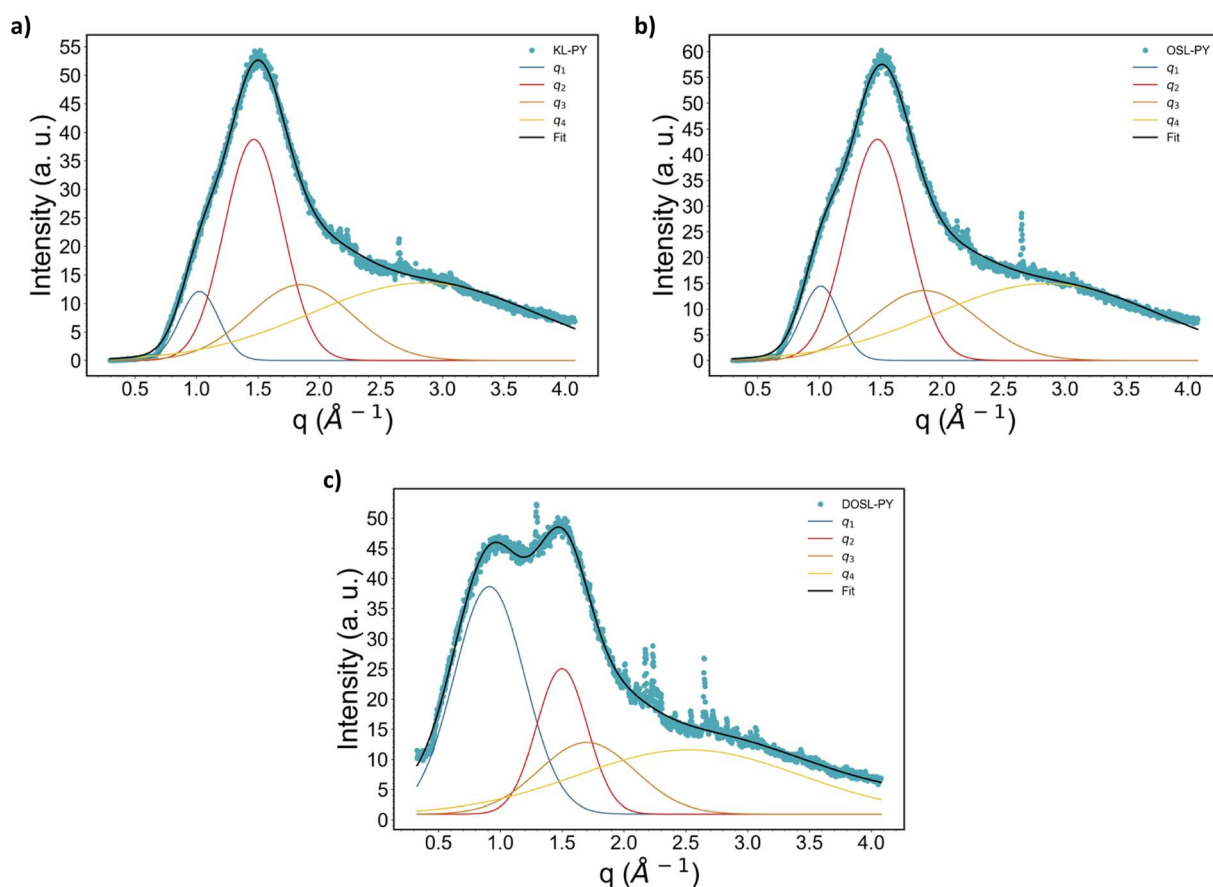 a)
55
50
45
40
35
30
25
20
15
10
5
0
Intensity (a. u.)
0.5 1.0 1.5 2.0 2.5 3.0 3.5 4.0
q (Å⁻¹)
KL-PY
q₁
q₂
q₃
q₄
Fit
b)
60
55
50
45
40
35
30
25
20
15
10
5
0
Intensity (a. u.)
0.5 1.0 1.5 2.0 2.5 3.0 3.5 4.0
q (Å⁻¹)
OSL-PY
q₁
q₂
q₃
q₄
Fit
c)
50
45
40
35
30
25
20
15
10
5
0
Intensity (a. u.)
0.5 1.0 1.5 2.0 2.5 3.0 3.5 4.0
q (Å⁻¹)
DOSL-PY
q₁
q₂
q₃
q₄
Fit